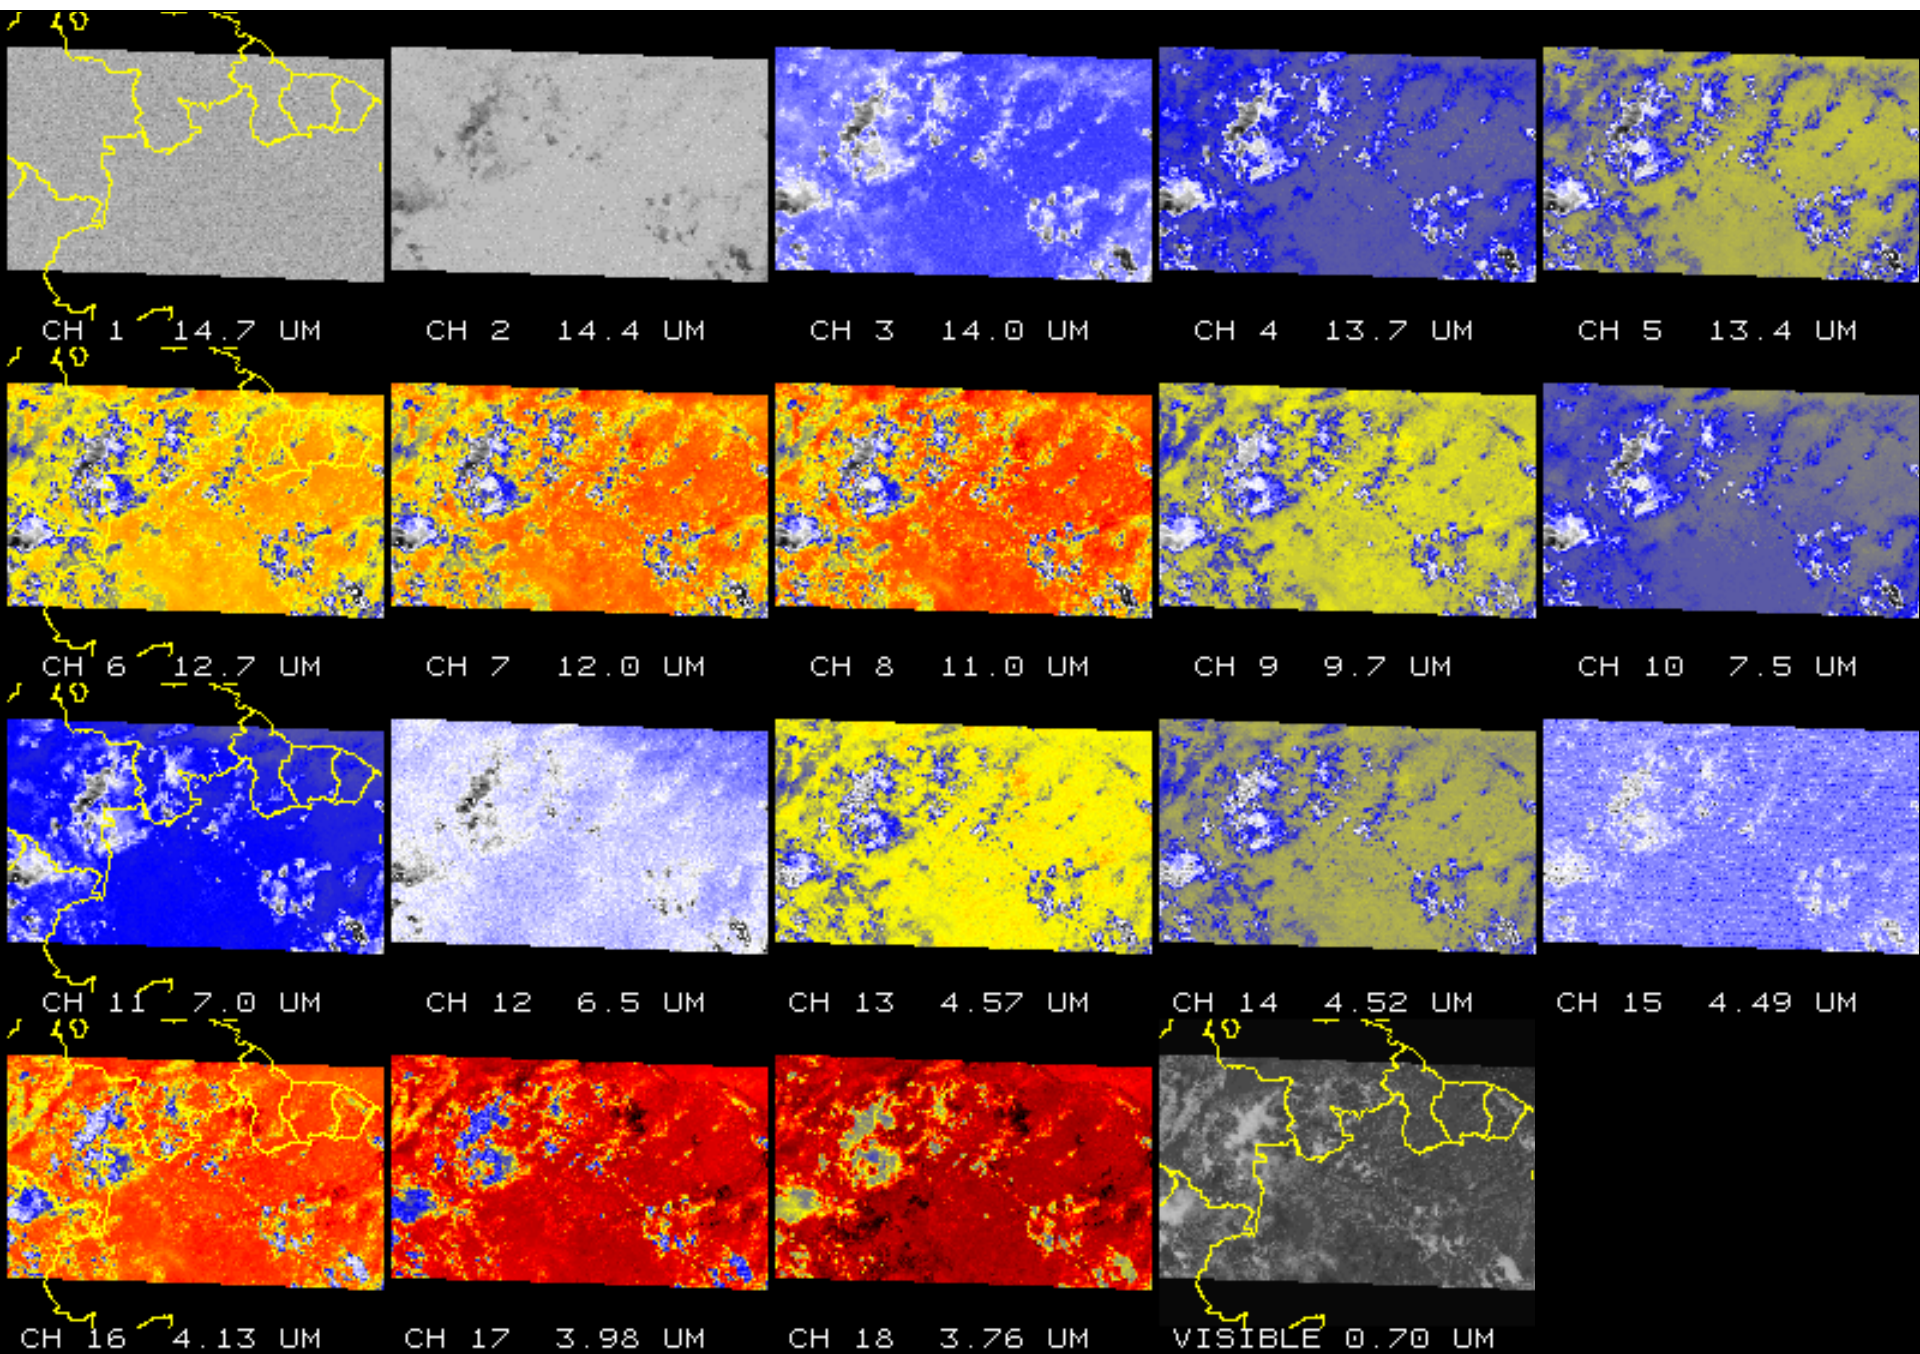 CH 1 14.7 UM
CH 2 14.4 UM
CH 3 14.0 UM
CH 4 13.7 UM
CH 5 13.4 UM
CH 6 12.7 UM
CH 7 12.0 UM
CH 8 11.0 UM
CH 9 9.7 UM
CH 10 7.5 UM
CH 11 7.0 UM
CH 12 6.5 UM
CH 13 4.57 UM
CH 14 4.52 UM
CH 15 4.49 UM
CH 16 4.13 UM
CH 17 3.98 UM
CH 18 3.76 UM
VISIBLE 0.70 UM